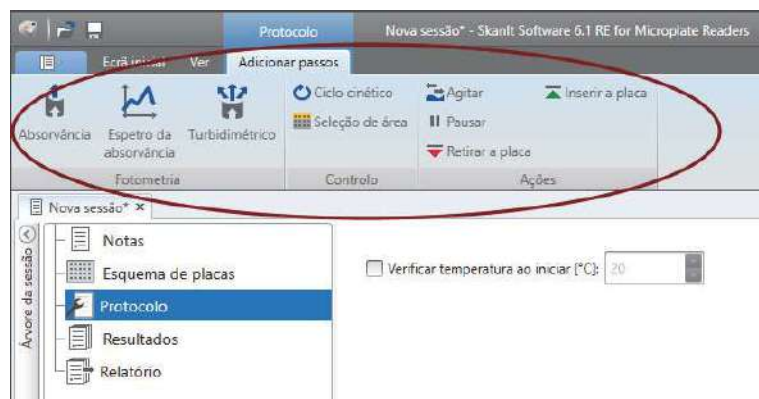 Protocolo
Nova sessão* - SkanIt Software 6.1 RE for Microplate Readers
Ecrã inicial Ver Adicionar passos
Absorvância
Espetro da
absorvância
Turbidimétrico
Fotometria
Ciclo cinético
Seleção de área
Controlo
Agitar
Pausar
Retirar a placa
Inserir a placa
Ações
Nova sessão* ×
Árvore da sessão
Notas
Esquema de placas
Protocolo
Resultados
Relatório
Verificar temperatura ao iniciar [°C]: 20